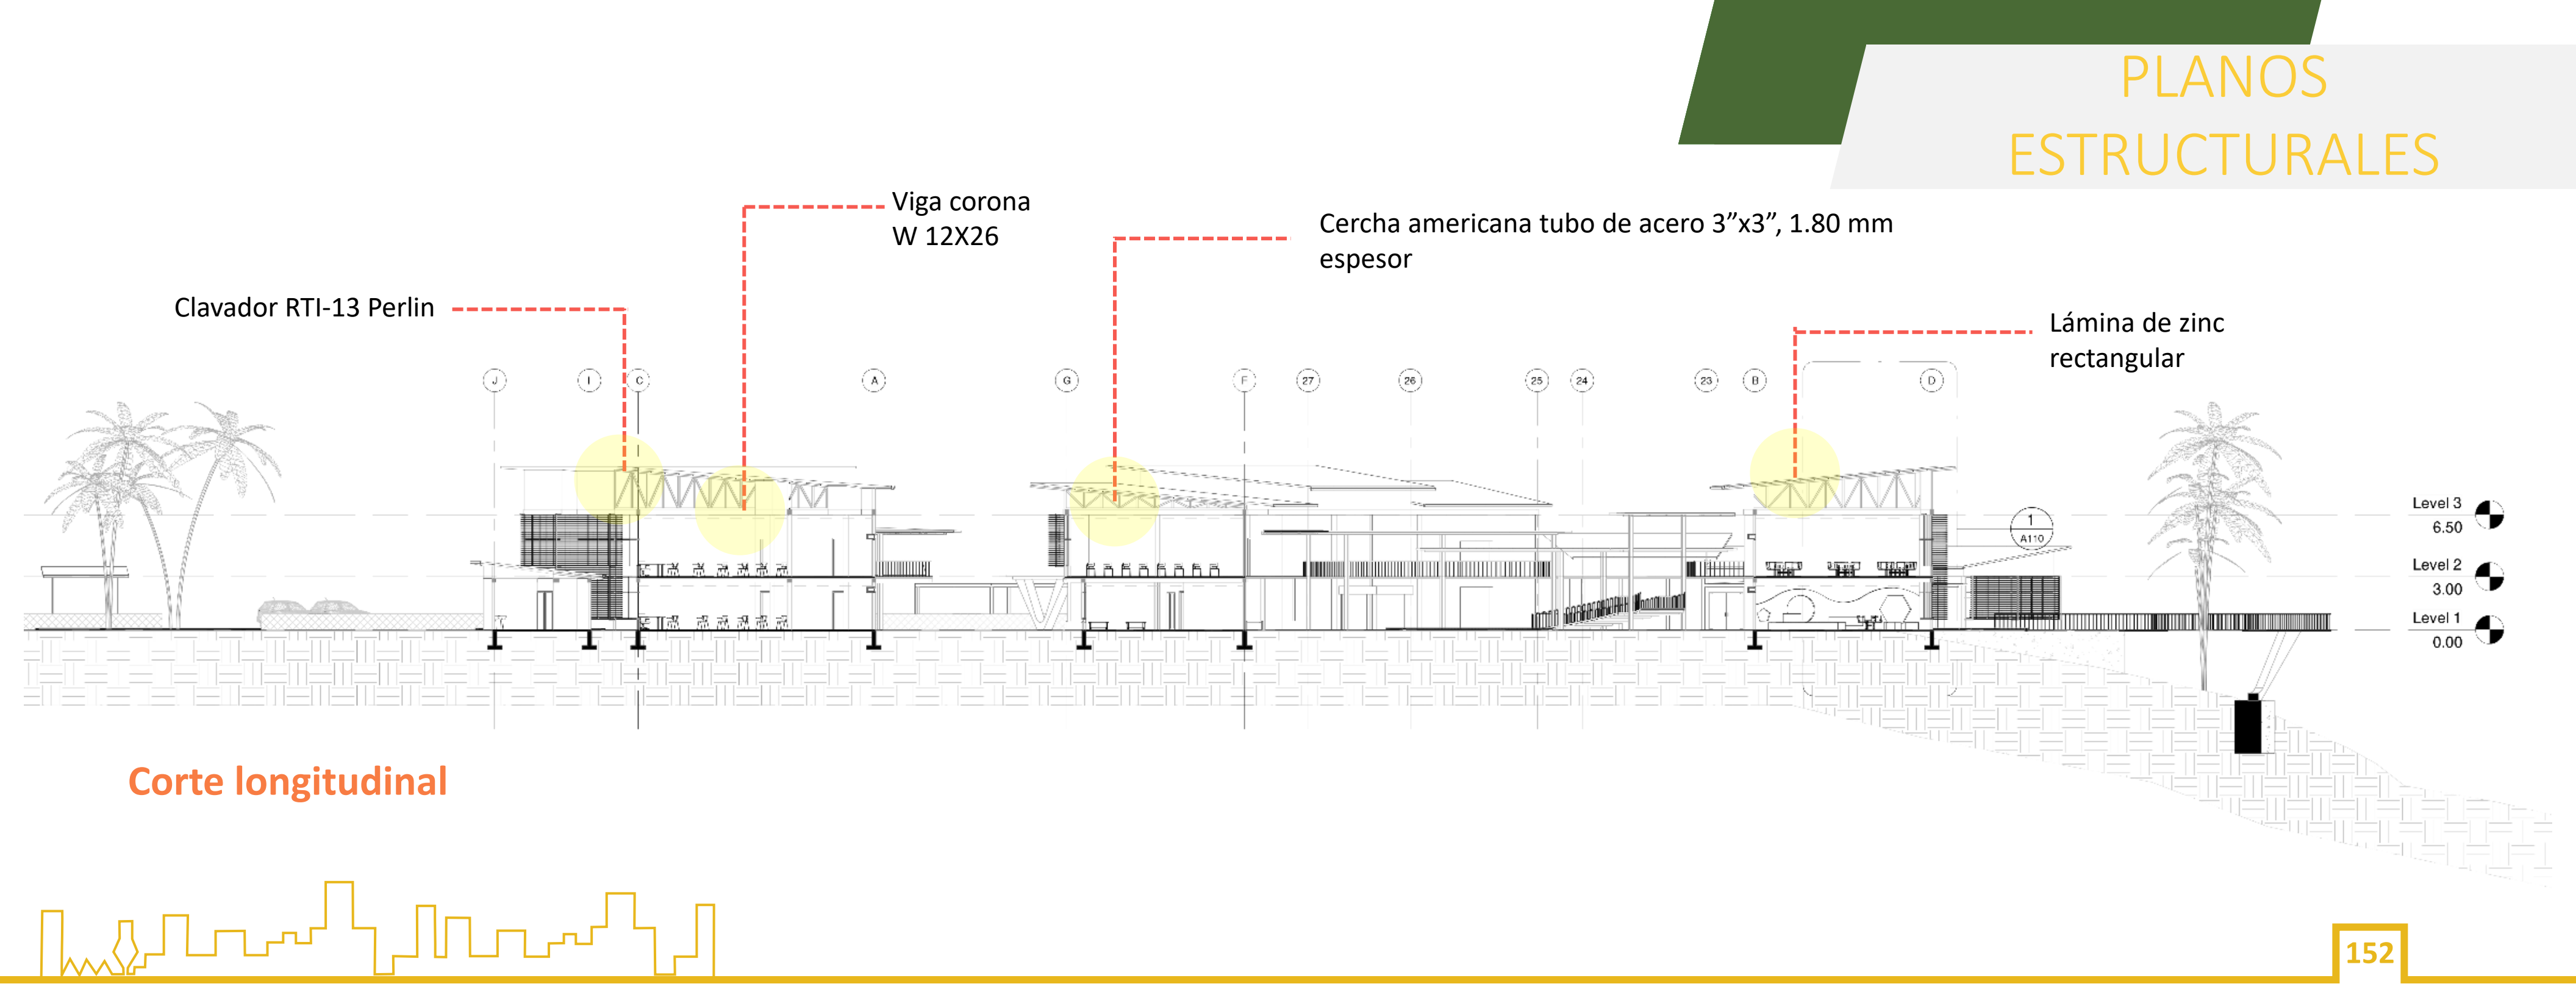 PLANOS
ESTRUCTURALES
Viga corona
W 12X26
Cercha americana tubo de acero 3”x3”, 1.80 mm
espesor
Clavador RTI-13 Perlin
Lámina de zinc
rectangular
J I C A G F 27 26 25 24 23 B D
Level 3
6.50
1
A110
Level 2
3.00
Level 1
0.00
Corte longitudinal
152